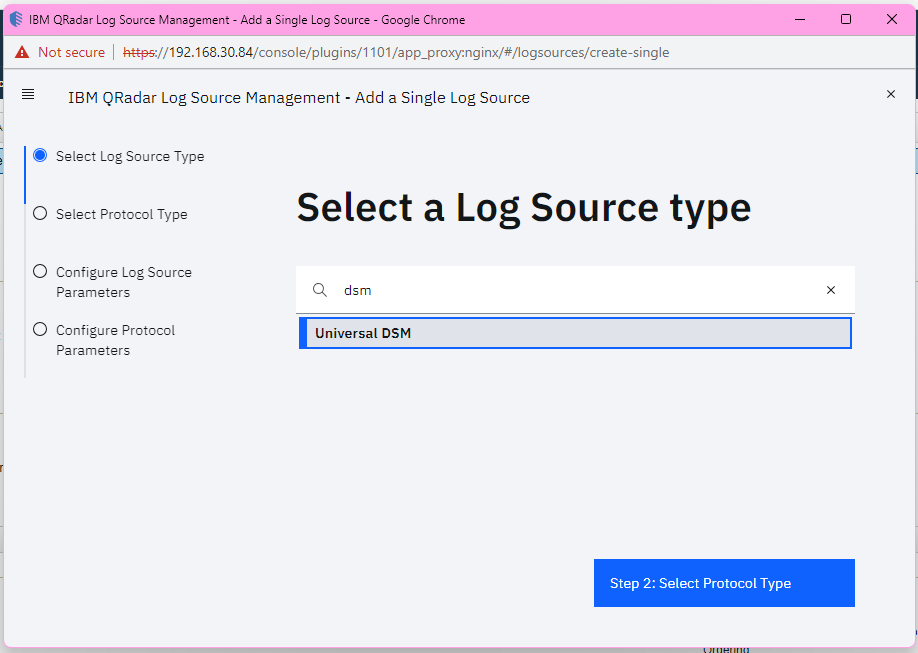 IBM QRadar Log Source Management - Add a Single Log Source - Google Chrome
Not secure https://192.168.30.84/console/plugins/1101/app_proxy:nginx/#/logsources/create-single
IBM QRadar Log Source Management - Add a Single Log Source
Select Log Source Type
Select Protocol Type
Configure Log Source
Parameters
Configure Protocol
Parameters
Select a Log Source type
dsm
Universal DSM
Step 2: Select Protocol Type
Ordering